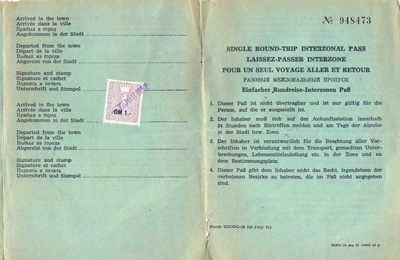 Arrived in the town
Arrivée dans la ville
Прибыл в город
Angekommen in der Stadt
Departed from the town
Départ de la ville
Выбыл из города
Abgereist von der Stadt
Signature and stamp
Signature et cachet
Подпись и печать
Unterschrift und Stempel
Arrived in the town
Arrivée dans la ville
Прибыл в город
Angekommen in der Stadt
Departed from the town
Départ de la ville
Выбыл из города
Abgereist von der Stadt
Signature and stamp
Signature et cachet
Подпись и печать
Unterschrift und Stempel
DM 1.-
№ 948473
SINGLE ROUND-TRIP INTERZONAL PASS
LAISSEZ-PASSER INTERZONE
POUR UN SEUL VOYAGE ALLER ET RETOUR
РАЗОВЫЙ МЕЖЗОНАЛЬНЫЙ ПРОПУСК
Einfacher Rundreise-Interzonen Paß
1. Dieser Paß ist nicht übertragbar und ist nur gültig für die
Person, auf die er ausgestellt ist.
2. Der Inhaber muß sich auf der Ankunftstation innerhalb
24 Stunden nach Eintreffen melden und am Tage der Abreise
in der Stadt bzw. Zone.
3. Der Inhaber ist verantwortlich für die Beachtung aller Vor-
schriften in Verbindung mit dem Transport, gemachten Unter-
brechungen, Lebensmittelzuteilung etc. in der Zone und an
dem Bestimmungsplatz.
4. Dieser Paß gibt dem Inhaber nicht das Recht, irgendeinen der
verbotenen Bezirke zu betreten, die im Paß nicht angegeben
sind.